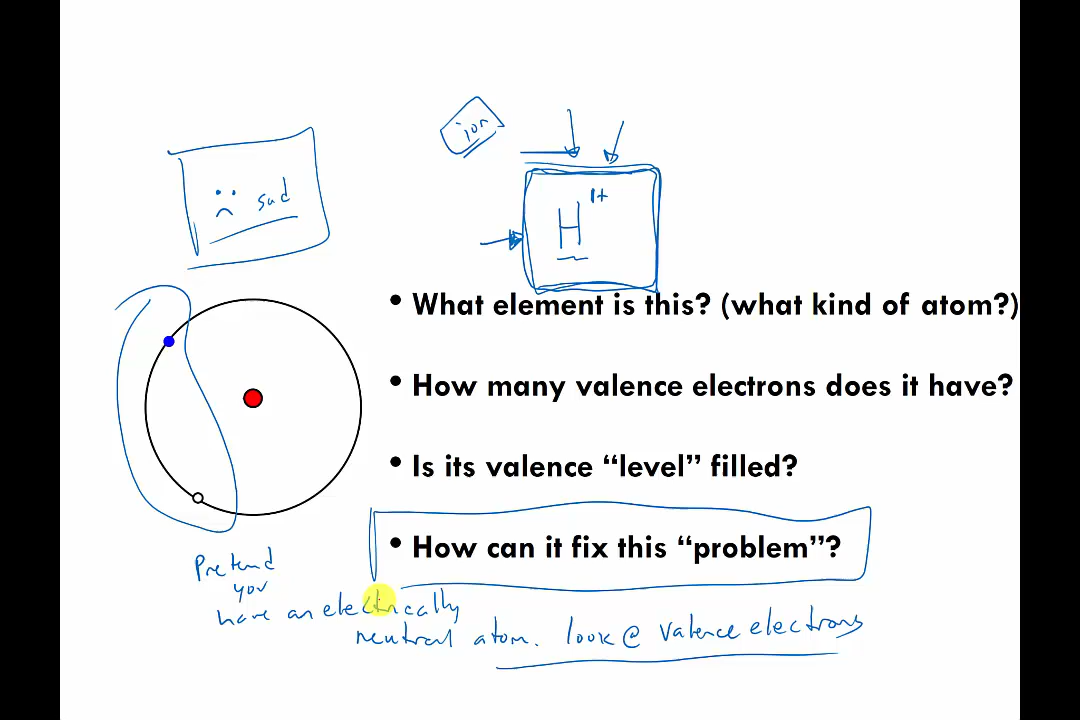 ion
sad
H 1+
• What element is this? (what kind of atom?)
• How many valence electrons does it have?
• Is its valence “level” filled?
• How can it fix this “problem”?
Pretend
you
have an electrically
neutral atom. look @ valence electrons